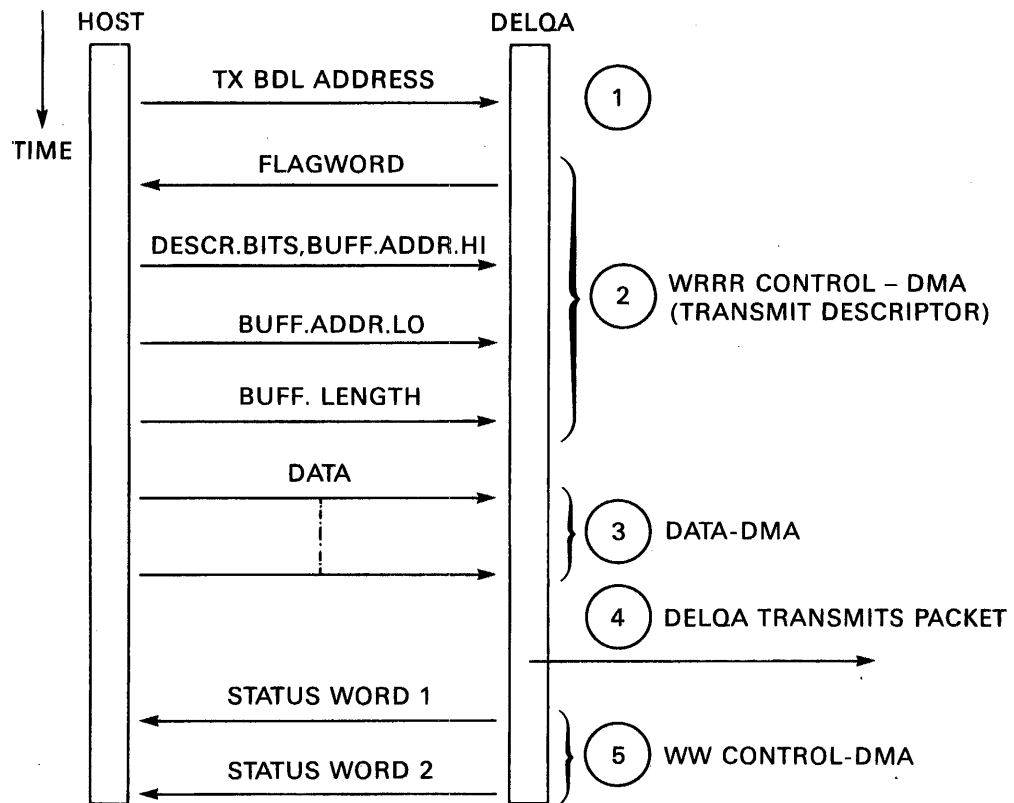 HOST
DELQA
TX BDL ADDRESS
1
TIME
FLAGWORD
DESCR.BITS,BUFF.ADDR.HI
2
WRRR CONTROL – DMA
(TRANSMIT DESCRIPTOR)
BUFF.ADDR.LO
BUFF. LENGTH
DATA
3
DATA-DMA
4
DELQA TRANSMITS PACKET
STATUS WORD 1
5
WW CONTROL-DMA
STATUS WORD 2